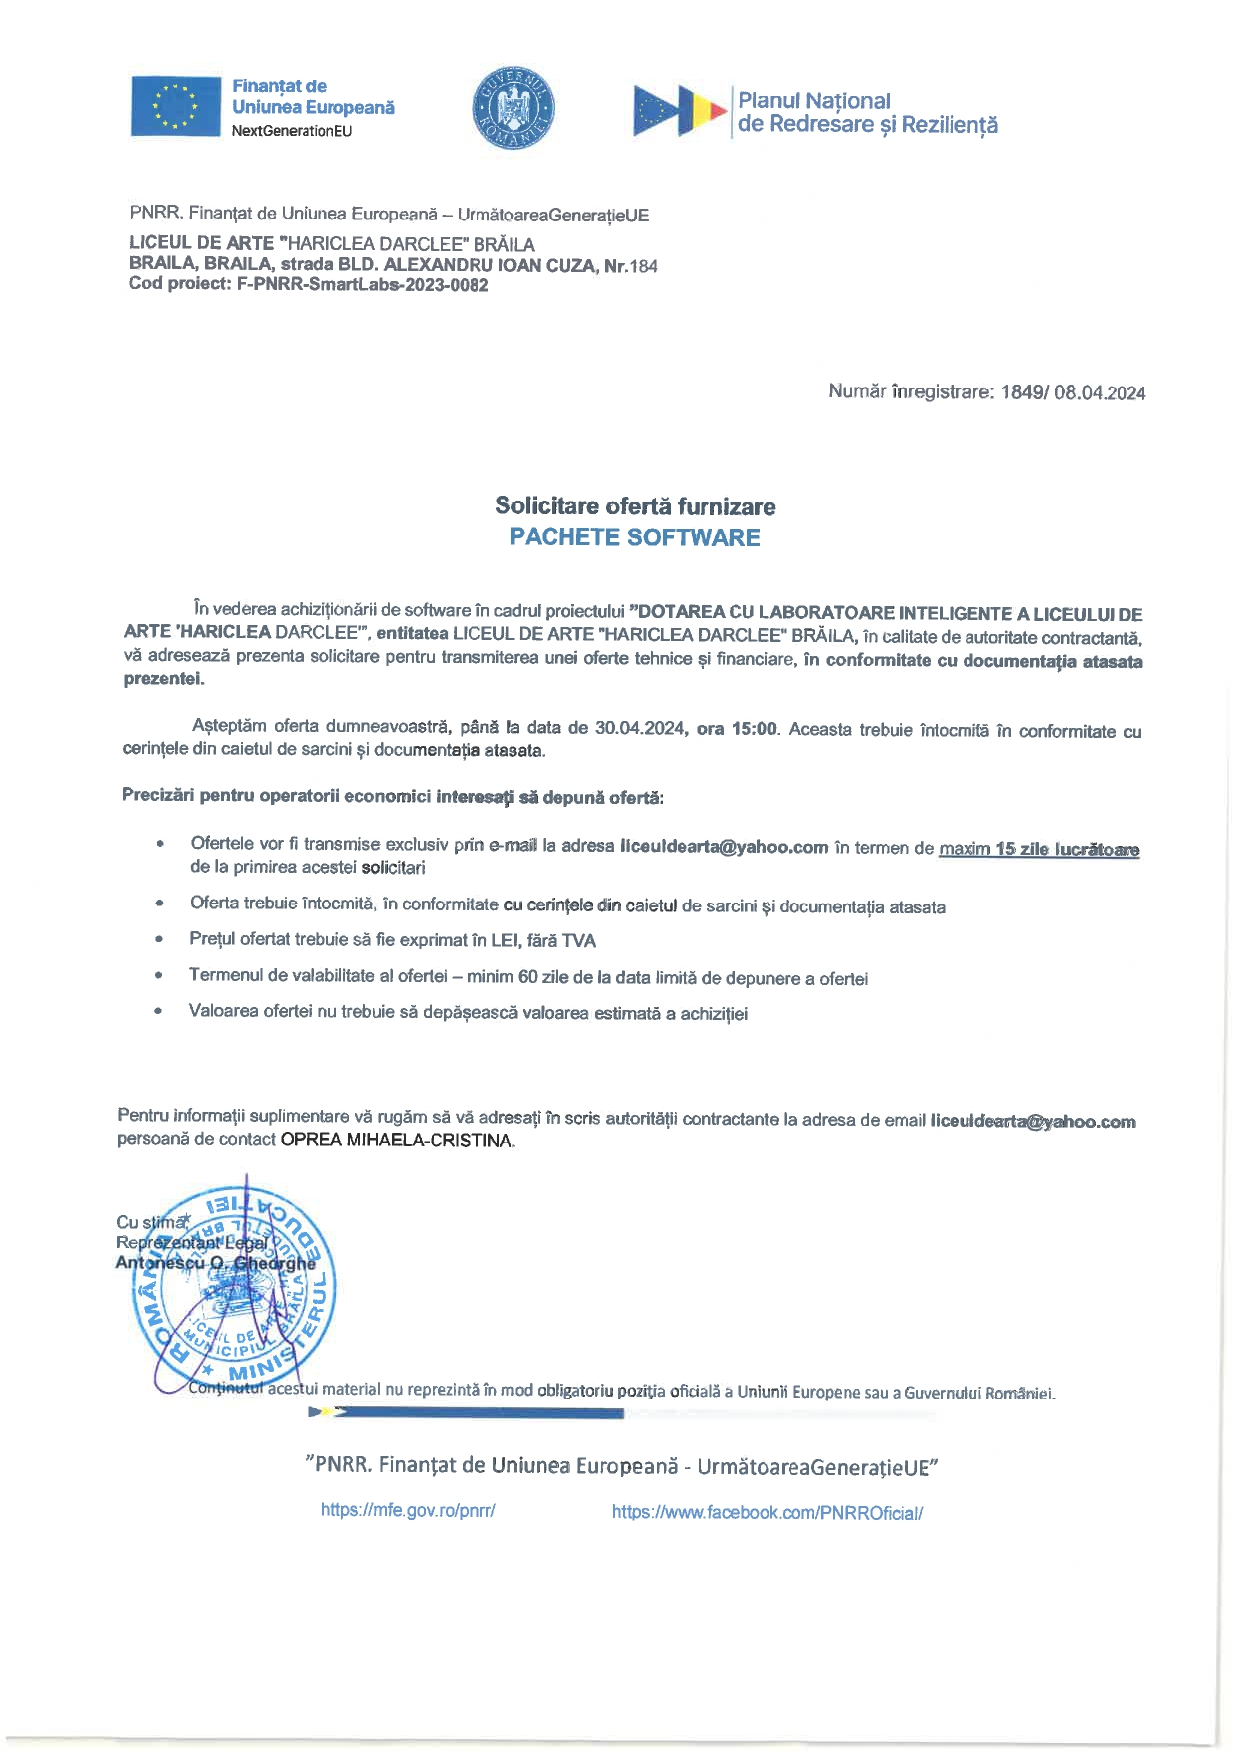 Finanțat de
Uniunea Europeană
NextGenerationEU
GUVERNUL ROMÂNIEI
Planul Național
de Redresare și Reziliență
PNRR. Finanțat de Uniunea Europeană – UrmătoareaGenerațieUE
LICEUL DE ARTE "HARICLEA DARCLEE" BRĂILA
BRAILA, BRAILA, strada BLD. ALEXANDRU IOAN CUZA, Nr.184
Cod proiect: F-PNRR-SmartLabs-2023-0082
Număr înregistrare: 1849/ 08.04.2024
Solicitare ofertă furnizare
PACHETE SOFTWARE
În vederea achiziționării de software în cadrul proiectului "DOTAREA CU LABORATOARE INTELIGENTE A LICEULUI DE
ARTE 'HARICLEA DARCLEE'", entitatea LICEUL DE ARTE "HARICLEA DARCLEE" BRĂILA, în calitate de autoritate contractantă,
vă adresează prezenta solicitare pentru transmiterea unei oferte tehnice și financiare, în conformitate cu documentația atasata
prezentei.
Așteptăm oferta dumneavoastră, până la data de 30.04.2024, ora 15:00. Aceasta trebuie întocmită în conformitate cu
cerințele din caietul de sarcini și documentația atasata.
Precizări pentru operatorii economici interesați să depună ofertă:
• Ofertele vor fi transmise exclusiv prin e-mail la adresa liceuldearta@yahoo.com în termen de maxim 15 zile lucrătoare
de la primirea acestei solicitari
• Oferta trebuie întocmită, în conformitate cu cerințele din caietul de sarcini și documentația atasata
• Prețul ofertat trebuie să fie exprimat în LEI, fără TVA
• Termenul de valabilitate al ofertei – minim 60 zile de la data limită de depunere a ofertei
• Valoarea ofertei nu trebuie să depășească valoarea estimată a achiziției
Pentru informații suplimentare vă rugăm să vă adresați în scris autorității contractante la adresa de email liceuldearta@yahoo.com
persoană de contact OPREA MIHAELA-CRISTINA.
Cu stimă,
Reprezentant Legal
Antonescu O. Gheorghe
ROMÂNIA ★ MINISTERUL EDUCAȚIEI
LICEUL DE ARTE
MUNICIPIUL BRĂILA
Conținutul acestui material nu reprezintă în mod obligatoriu poziția oficială a Uniunii Europene sau a Guvernului României.
"PNRR. Finanțat de Uniunea Europeană - UrmătoareaGenerațieUE"
https://mfe.gov.ro/pnrr/ https://www.facebook.com/PNRROficial/